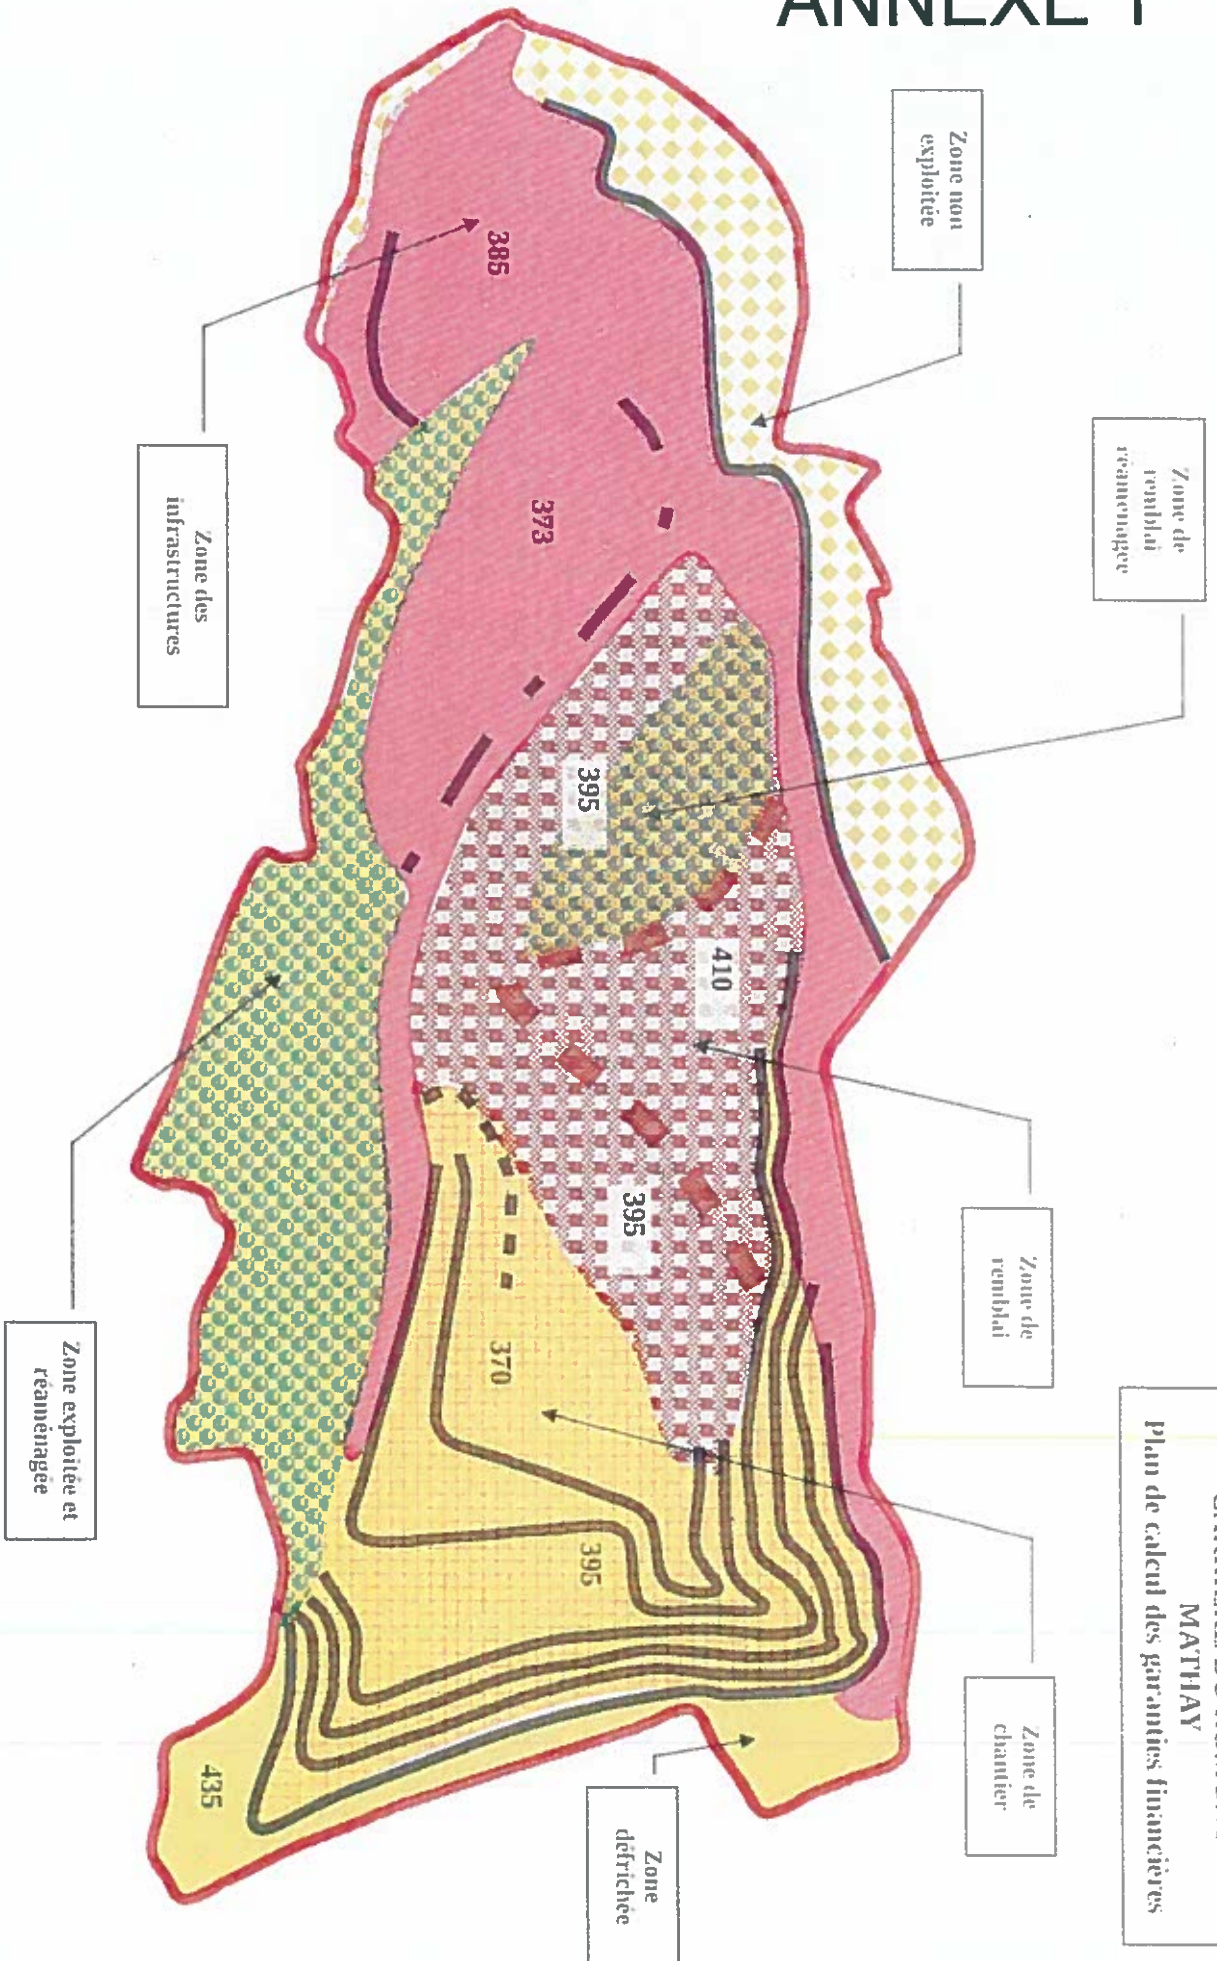 ANNEXE 1
MATHAY
Plan de calcul des garanties financières
Zone non
exploitée
Zone de
remblai
réaménagée
Zone de
remblai
Zone de
chantier
Zone
défrichée
Zone des
infrastructures
Zone exploitée et
réaménagée
385
373
395
410
395
370
395
435